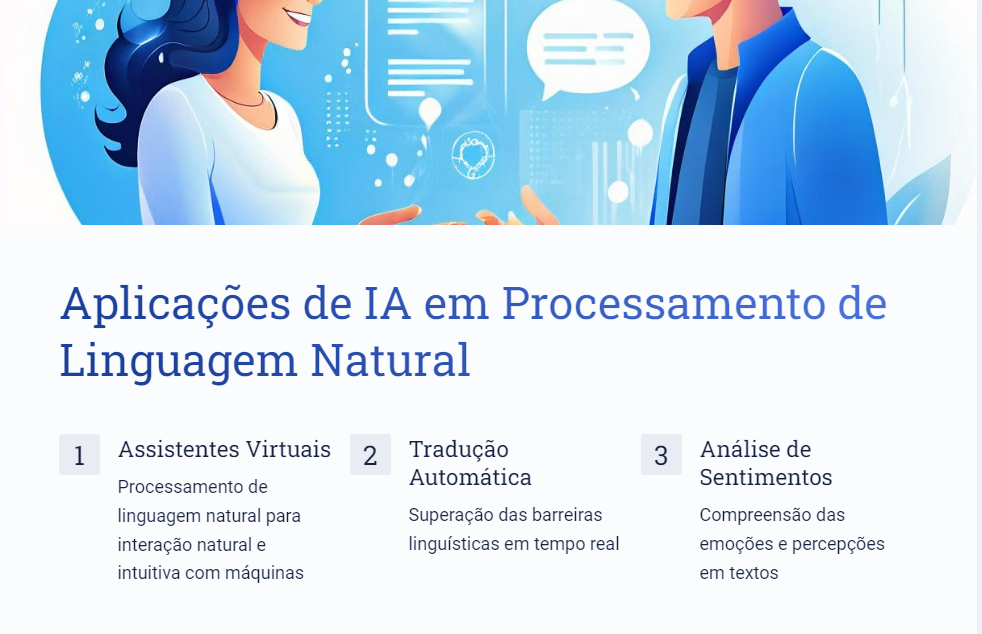 Aplicações de IA em Processamento de
Linguagem Natural
1
Assistentes Virtuais
Processamento de
linguagem natural para
interação natural e
intuitiva com máquinas
2
Tradução
Automática
Superação das barreiras
linguísticas em tempo real
3
Análise de
Sentimentos
Compreensão das
emoções e percepções
em textos